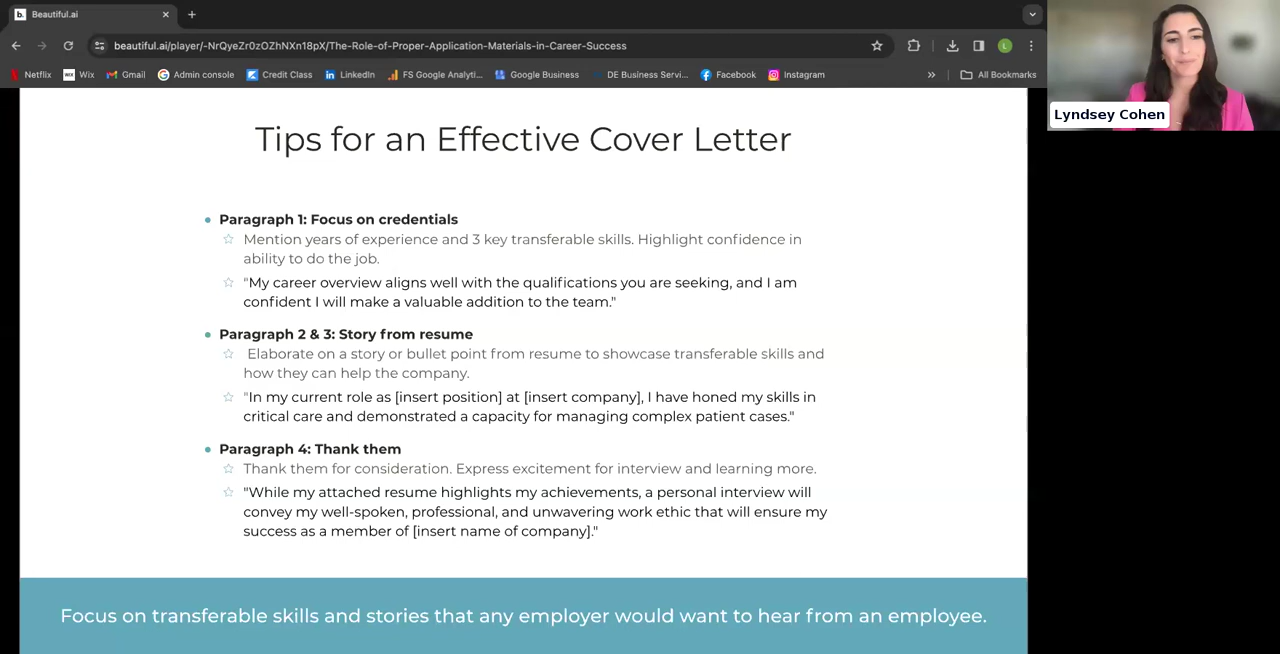 b. Beautiful.ai
beautiful.ai/player/-NrQyeZr0zOZhNXn18pX/The-Role-of-Proper-Application-Materials-in-Career-Success
L
Netflix WIX Wix Gmail Admin console Credit Class LinkedIn FS Google Analyti... Google Business DE Business Servi... Facebook Instagram » All Bookmarks
Lyndsey Cohen
Tips for an Effective Cover Letter
Paragraph 1: Focus on credentials
Mention years of experience and 3 key transferable skills. Highlight confidence in
ability to do the job.
"My career overview aligns well with the qualifications you are seeking, and I am
confident I will make a valuable addition to the team."
Paragraph 2 & 3: Story from resume
Elaborate on a story or bullet point from resume to showcase transferable skills and
how they can help the company.
"In my current role as [insert position] at [insert company], I have honed my skills in
critical care and demonstrated a capacity for managing complex patient cases."
Paragraph 4: Thank them
Thank them for consideration. Express excitement for interview and learning more.
"While my attached resume highlights my achievements, a personal interview will
convey my well-spoken, professional, and unwavering work ethic that will ensure my
success as a member of [insert name of company]."
Focus on transferable skills and stories that any employer would want to hear from an employee.